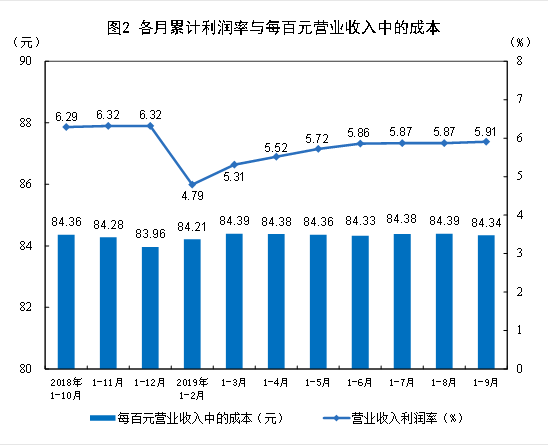 图2 各月累计利润率与每百元营业收入中的成本
（元）
（%）
90
88
86
84
82
80
8
7
6
5
4
3
2
1
0
6.29 6.32 6.32 4.79 5.31 5.52 5.72 5.86 5.87 5.87 5.91
84.36 84.28 83.96 84.21 84.39 84.38 84.36 84.33 84.38 84.39 84.34
2018年 1-11月 1-12月 2019年 1-3月 1-4月 1-5月 1-6月 1-7月 1-8月 1-9月
1-10月 1-2月
每百元营业收入中的成本（元） 营业收入利润率（%）